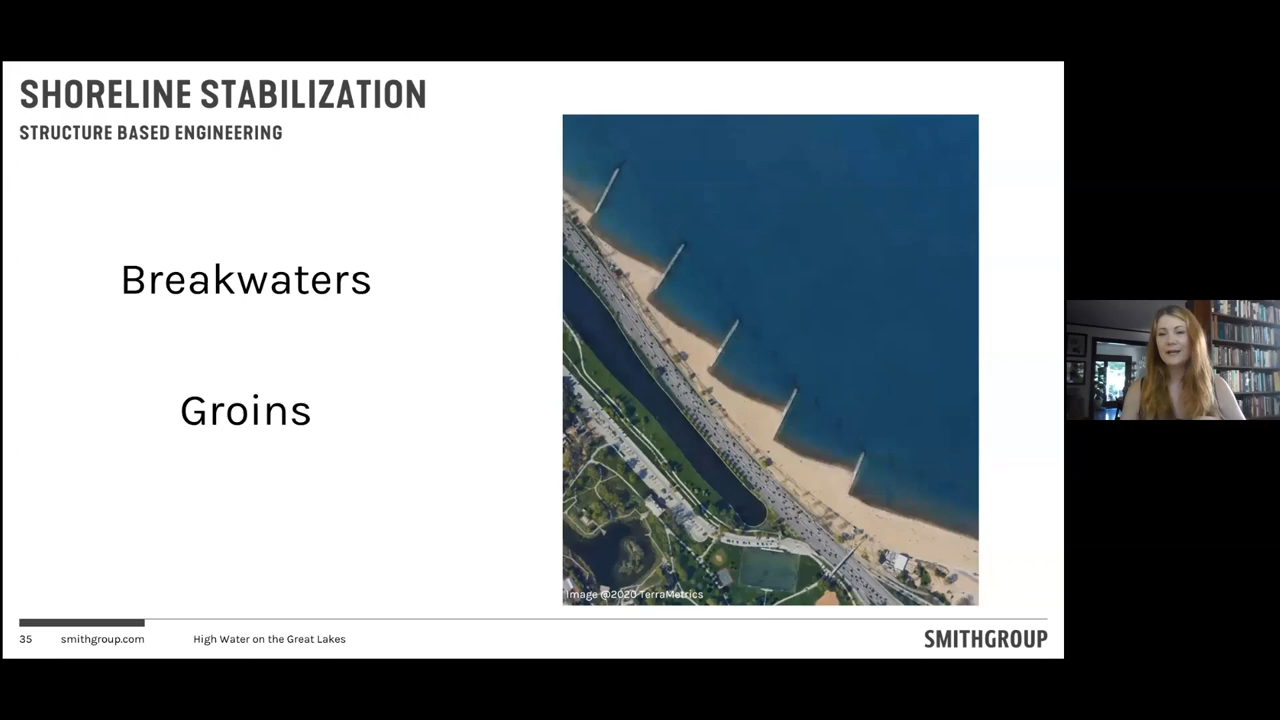 SHORELINE STABILIZATION
STRUCTURE BASED ENGINEERING
Breakwaters
Groins
Image @2020 TerraMetrics
35 smithgroup.com High Water on the Great Lakes SMITHGROUP